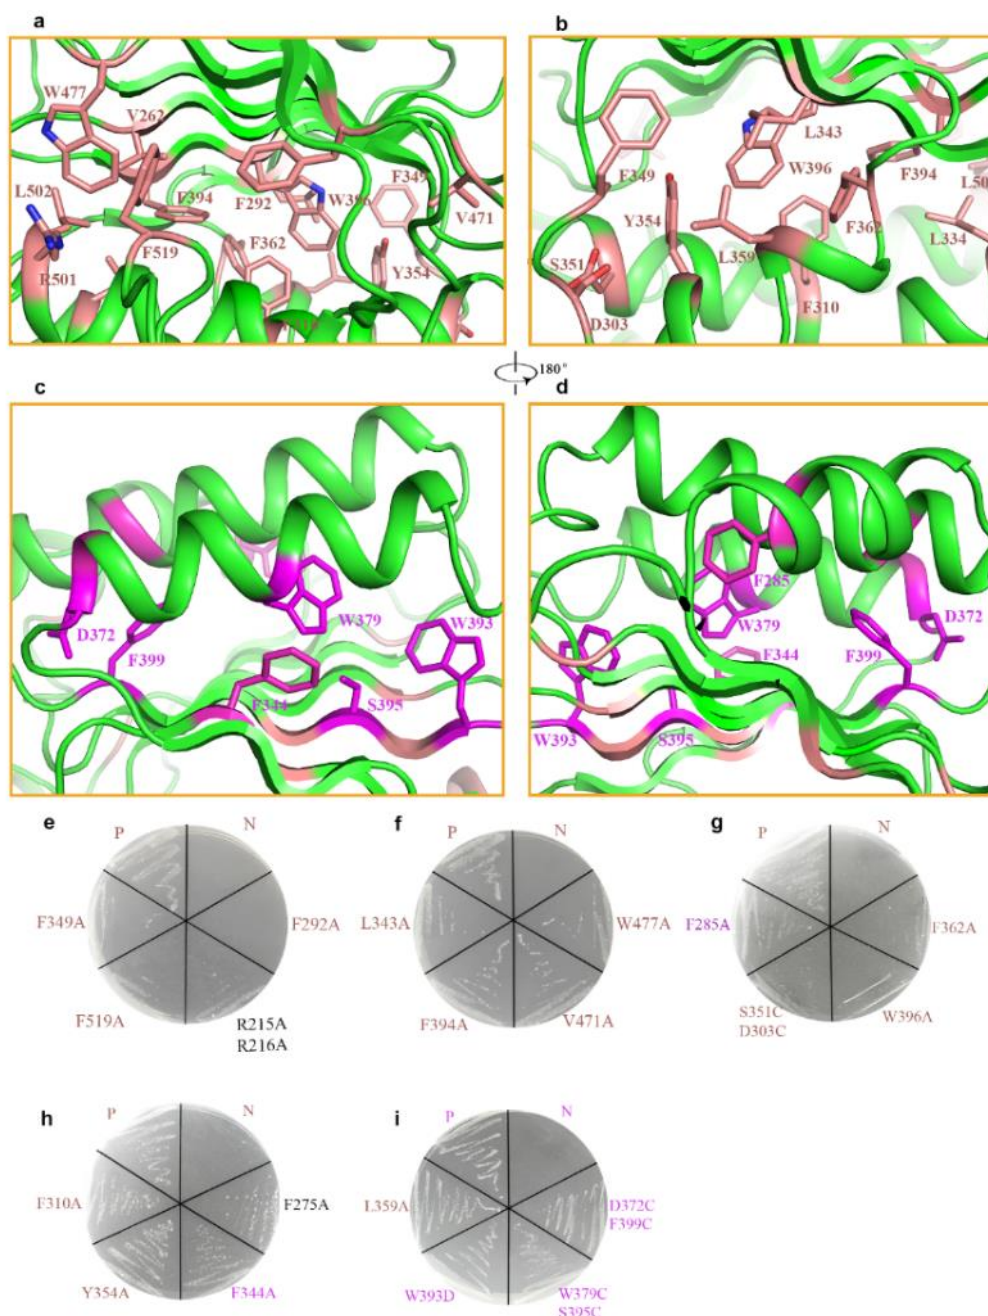 a
W477
V262
L502
F394
F292
W396
F349
V471
F519
F362
Y354
R501
b
L343
F349
W396
F394
Y354
F362
L334
S351
L359
D303
F310
180°
c
D372
F399
W379
W393
F344
S395
d
F285
D372
W379
F344
F399
W393
S395
e
P
N
F349A
F292A
F519A
R215A
R216A
f
P
N
L343A
W477A
F394A
V471A
g
P
N
F285A
F362A
S351C
D303C
W396A
h
P
N
F310A
F275A
Y354A
F344A
i
P
N
L359A
D372C
F399C
W393D
W379C
S395C